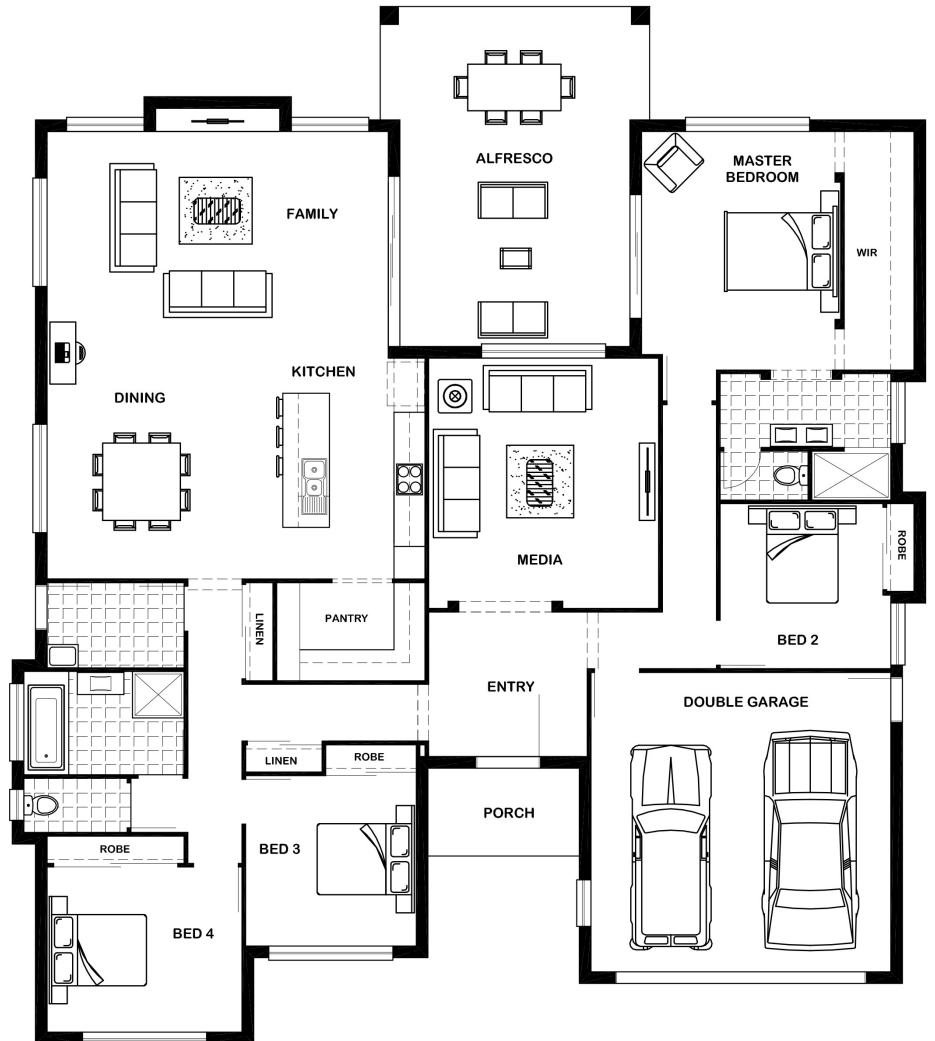 ALFRESCO
MASTER
BEDROOM
FAMILY
WIR
KITCHEN
DINING
ROBE
MEDIA
LINEN
PANTRY
BED 2
ENTRY
DOUBLE GARAGE
LINEN
ROBE
PORCH
ROBE
BED 3
BED 4